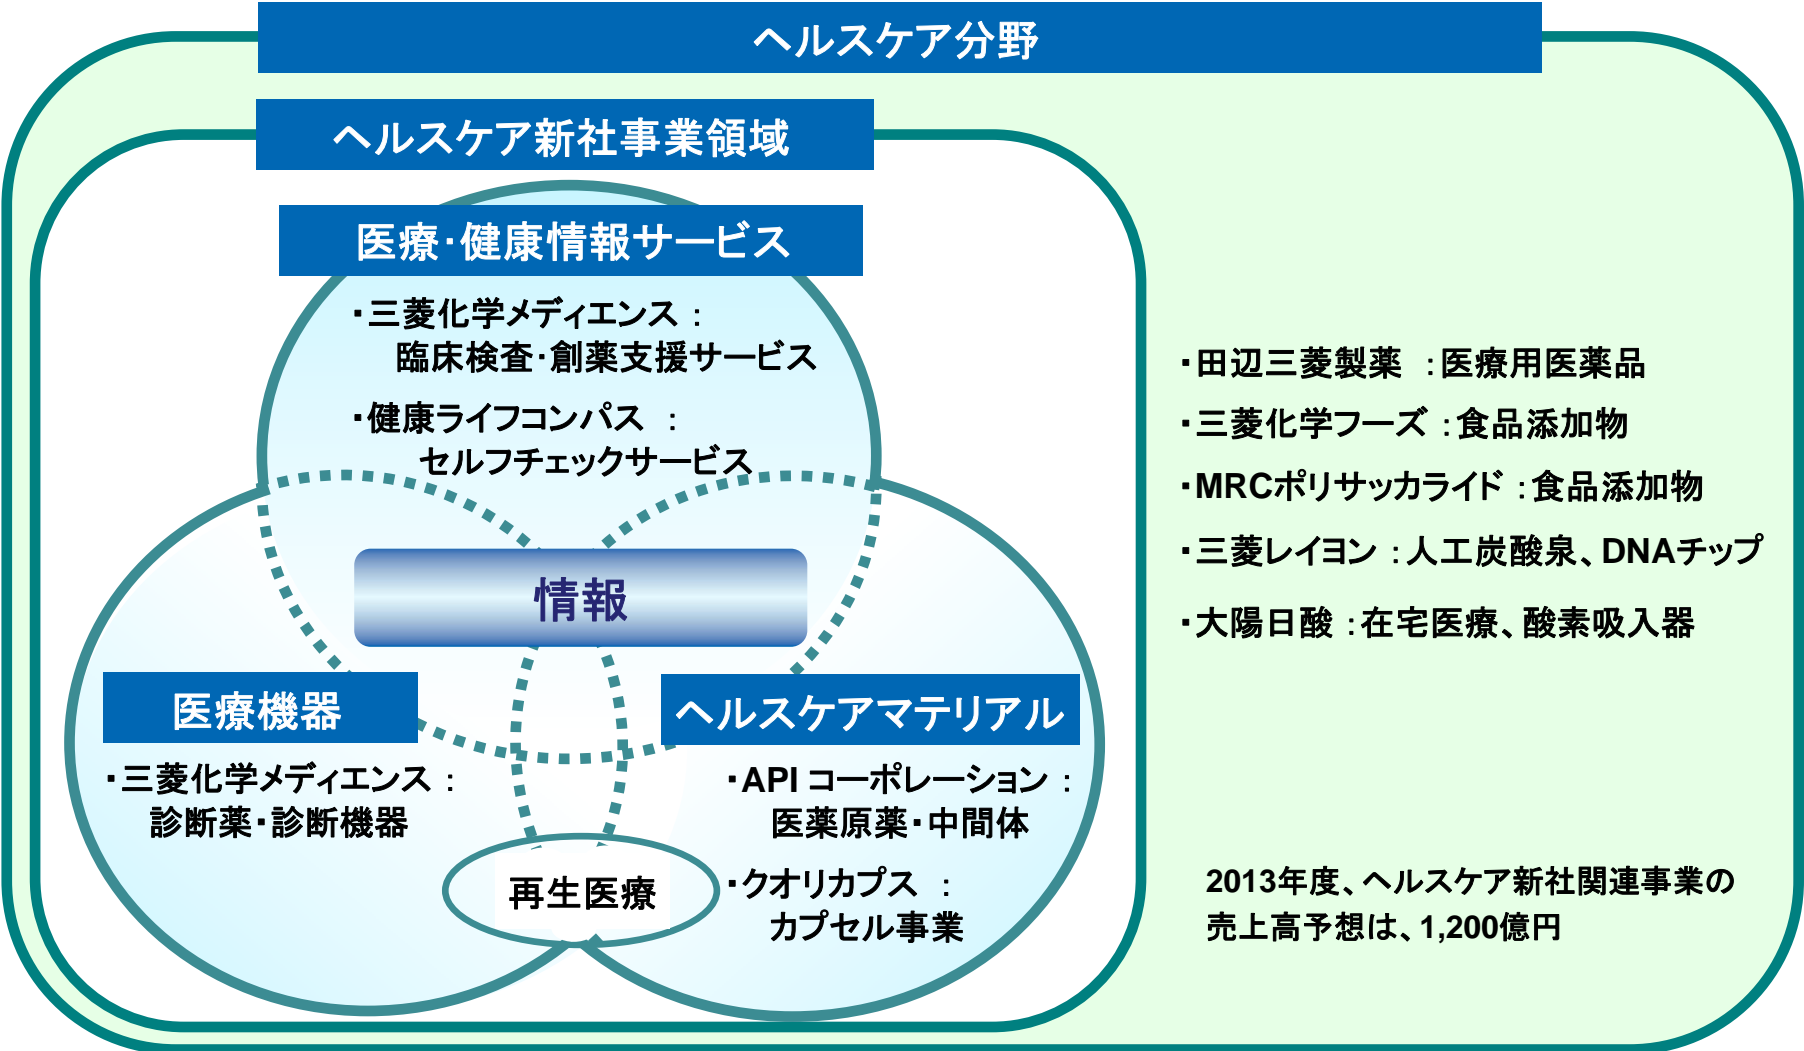 ヘルスケア分野
ヘルスケア新社事業領域
医療・健康情報サービス
・三菱化学メディエンス：
臨床検査・創薬支援サービス
・健康ライフコンパス　：
セルフチェックサービス
情報
医療機器
・三菱化学メディエンス：
診断薬・診断機器
ヘルスケアマテリアル
・API コーポレーション：
医薬原薬・中間体
・クオリカプス　：
カプセル事業
再生医療
・田辺三菱製薬　：医療用医薬品
・三菱化学フーズ：食品添加物
・MRCポリサッカライド：食品添加物
・三菱レイヨン：人工炭酸泉、DNAチップ
・大陽日酸：在宅医療、酸素吸入器
2013年度、ヘルスケア新社関連事業の
売上高予想は、1,200億円